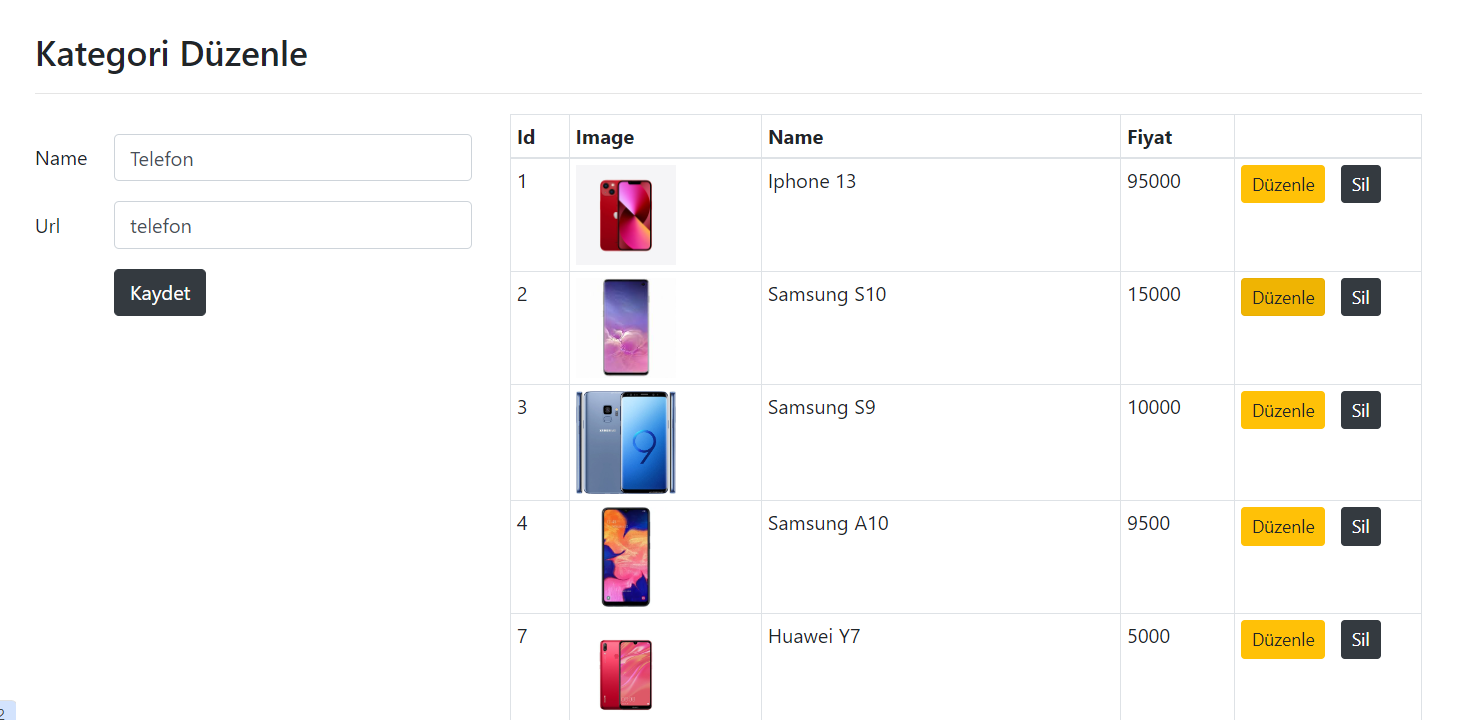 Kategori Düzenle
Name Telefon
Url telefon
Kaydet
Id Image Name Fiyat
1 Iphone 13 95000 Düzenle Sil
2 Samsung S10 15000 Düzenle Sil
3 Samsung S9 10000 Düzenle Sil
4 Samsung A10 9500 Düzenle Sil
7 Huawei Y7 5000 Düzenle Sil